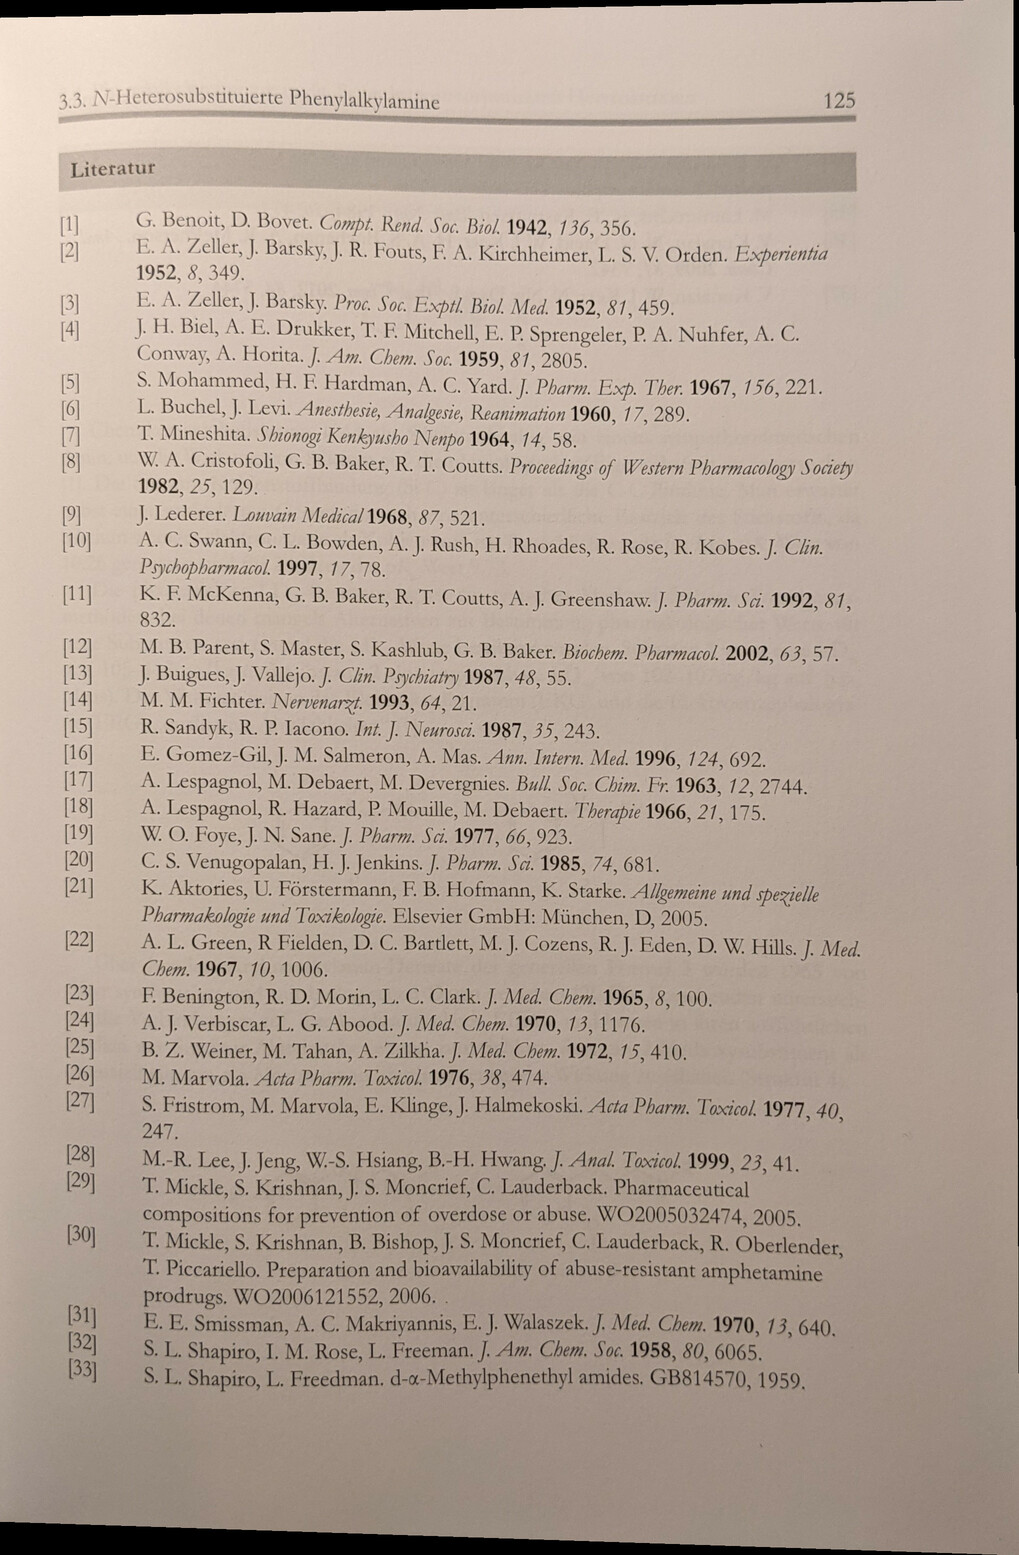 3.3. N-Heterosubstituierte Phenylalkylamine 125
Literatur
[1] G. Benoit, D. Bovet. Compt. Rend. Soc. Biol. 1942, 136, 356.
[2] E. A. Zeller, J. Barsky, J. R. Fouts, F. A. Kirchheimer, L. S. V. Orden. Experientia
1952, 8, 349.
[3] E. A. Zeller, J. Barsky. Proc. Soc. Exptl. Biol. Med. 1952, 81, 459.
[4] J. H. Biel, A. E. Drukker, T. F. Mitchell, E. P. Sprengeler, P. A. Nuhfer, A. C.
Conway, A. Horita. J. Am. Chem. Soc. 1959, 81, 2805.
[5] S. Mohammed, H. F. Hardman, A. C. Yard. J. Pharm. Exp. Ther. 1967, 156, 221.
[6] L. Buchel, J. Levi. Anesthesie, Analgesie, Reanimation 1960, 17, 289.
[7] T. Mineshita. Shionogi Kenkyusho Nenpo 1964, 14, 58.
[8] W. A. Cristofoli, G. B. Baker, R. T. Coutts. Proceedings of Western Pharmacology Society
1982, 25, 129.
[9] J. Lederer. Louvain Medical 1968, 87, 521.
[10] A. C. Swann, C. L. Bowden, A. J. Rush, H. Rhoades, R. Rose, R. Kobes. J. Clin.
Psychopharmacol. 1997, 17, 78.
[11] K. F. McKenna, G. B. Baker, R. T. Coutts, A. J. Greenshaw. J. Pharm. Sci. 1992, 81,
832.
[12] M. B. Parent, S. Master, S. Kashlub, G. B. Baker. Biochem. Pharmacol. 2002, 63, 57.
[13] J. Buigues, J. Vallejo. J. Clin. Psychiatry 1987, 48, 55.
[14] M. M. Fichter. Nervenarzt. 1993, 64, 21.
[15] R. Sandyk, R. P. Iacono. Int. J. Neurosci. 1987, 35, 243.
[16] E. Gomez-Gil, J. M. Salmeron, A. Mas. Ann. Intern. Med. 1996, 124, 692.
[17] A. Lespagnol, M. Debaert, M. Devergnies. Bull. Soc. Chim. Fr. 1963, 12, 2744.
[18] A. Lespagnol, R. Hazard, P. Mouille, M. Debaert. Therapie 1966, 21, 175.
[19] W. O. Foye, J. N. Sane. J. Pharm. Sci. 1977, 66, 923.
[20] C. S. Venugopalan, H. J. Jenkins. J. Pharm. Sci. 1985, 74, 681.
[21] K. Aktories, U. Förstermann, F. B. Hofmann, K. Starke. Allgemeine und spezielle
Pharmakologie und Toxikologie. Elsevier GmbH: München, D, 2005.
[22] A. L. Green, R Fielden, D. C. Bartlett, M. J. Cozens, R. J. Eden, D. W. Hills. J. Med.
Chem. 1967, 10, 1006.
[23] F. Benington, R. D. Morin, L. C. Clark. J. Med. Chem. 1965, 8, 100.
[24] A. J. Verbiscar, L. G. Abood. J. Med. Chem. 1970, 13, 1176.
[25] B. Z. Weiner, M. Tahan, A. Zilkha. J. Med. Chem. 1972, 15, 410.
[26] M. Marvola. Acta Pharm. Toxicol. 1976, 38, 474.
[27] S. Fristrom, M. Marvola, E. Klinge, J. Halmekoski. Acta Pharm. Toxicol. 1977, 40,
247.
[28] M.-R. Lee, J. Jeng, W.-S. Hsiang, B.-H. Hwang. J. Anal. Toxicol. 1999, 23, 41.
[29] T. Mickle, S. Krishnan, J. S. Moncrief, C. Lauderback. Pharmaceutical
compositions for prevention of overdose or abuse. WO2005032474, 2005.
[30] T. Mickle, S. Krishnan, B. Bishop, J. S. Moncrief, C. Lauderback, R. Oberlender,
T. Piccariello. Preparation and bioavailability of abuse-resistant amphetamine
prodrugs. WO2006121552, 2006.
[31] E. E. Smissman, A. C. Makriyannis, E. J. Walaszek. J. Med. Chem. 1970, 13, 640.
[32] S. L. Shapiro, I. M. Rose, L. Freeman. J. Am. Chem. Soc. 1958, 80, 6065.
[33] S. L. Shapiro, L. Freedman. d-α-Methylphenethyl amides. GB814570, 1959.